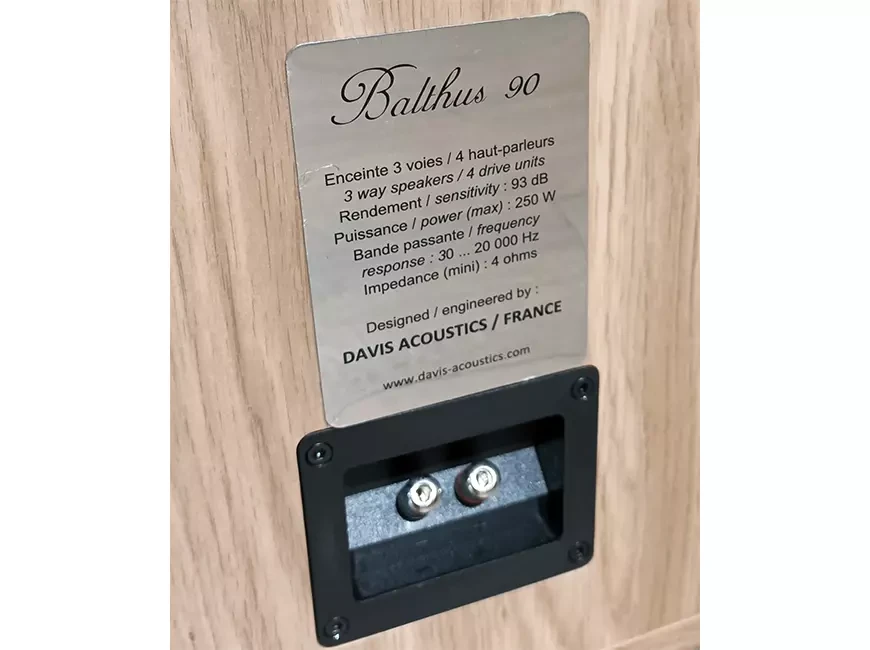 Balthus 90
Enceinte 3 voies / 4 haut-parleurs
3 way speakers / 4 drive units
Rendement / sensitivity : 93 dB
Puissance / power (max) : 250 W
Bande passante / frequency
response : 30 ... 20 000 Hz
Impedance (mini) : 4 ohms
Designed / engineered by :
DAVIS ACOUSTICS / FRANCE
www.davis-acoustics.com